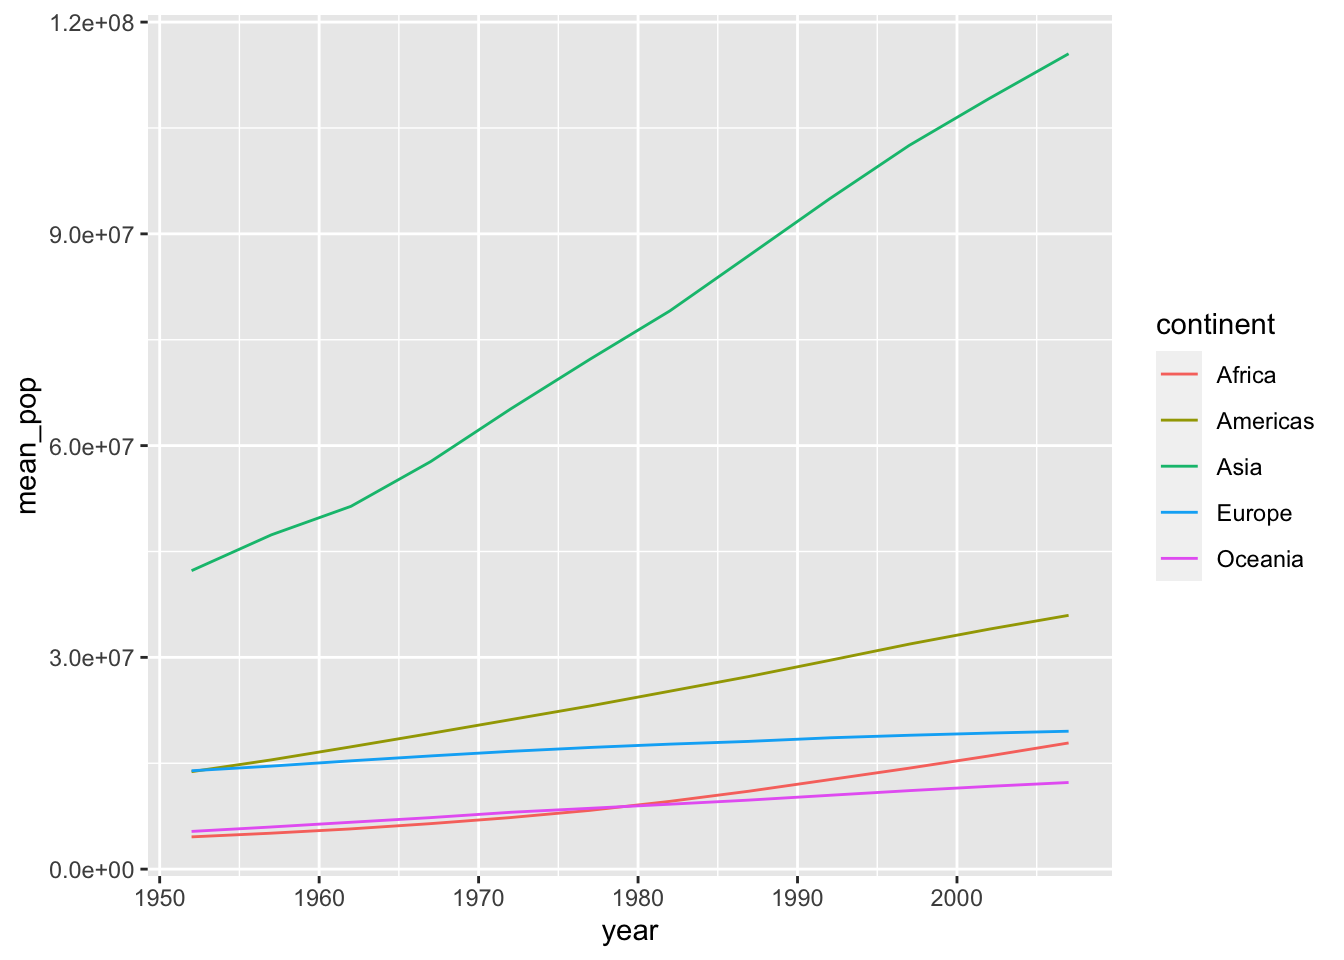 1.2e+08
9.0e+07
6.0e+07
3.0e+07
0.0e+00
mean_pop
1950 1960 1970 1980 1990 2000
year
continent
Africa
Americas
Asia
Europe
Oceania